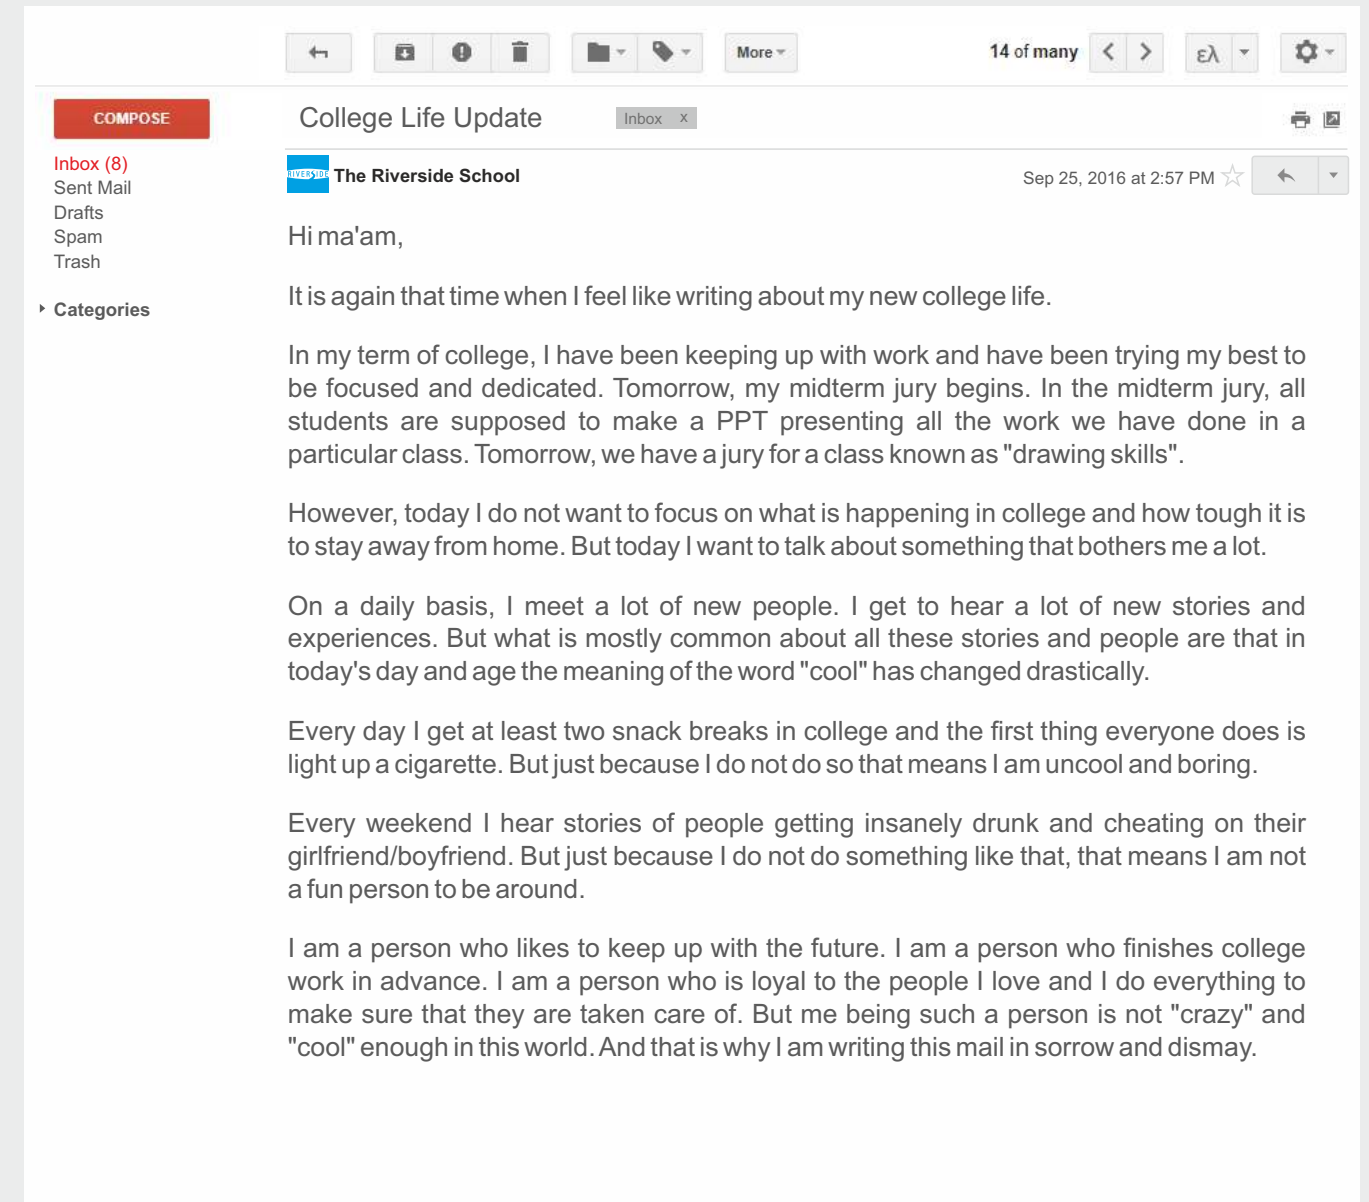 More
14 of many
ελ
COMPOSE
College Life Update
Inbox x
Inbox (8)
Sent Mail
Drafts
Spam
Trash
Categories
RIVERSIDE
The Riverside School
Sep 25, 2016 at 2:57 PM
Hi ma'am,
It is again that time when I feel like writing about my new college life.
In my term of college, I have been keeping up with work and have been trying my best to
be focused and dedicated. Tomorrow, my midterm jury begins. In the midterm jury, all
students are supposed to make a PPT presenting all the work we have done in a
particular class. Tomorrow, we have a jury for a class known as "drawing skills".
However, today I do not want to focus on what is happening in college and how tough it is
to stay away from home. But today I want to talk about something that bothers me a lot.
On a daily basis, I meet a lot of new people. I get to hear a lot of new stories and
experiences. But what is mostly common about all these stories and people are that in
today's day and age the meaning of the word "cool" has changed drastically.
Every day I get at least two snack breaks in college and the first thing everyone does is
light up a cigarette. But just because I do not do so that means I am uncool and boring.
Every weekend I hear stories of people getting insanely drunk and cheating on their
girlfriend/boyfriend. But just because I do not do something like that, that means I am not
a fun person to be around.
I am a person who likes to keep up with the future. I am a person who finishes college
work in advance. I am a person who is loyal to the people I love and I do everything to
make sure that they are taken care of. But me being such a person is not "crazy" and
"cool" enough in this world. And that is why I am writing this mail in sorrow and dismay.